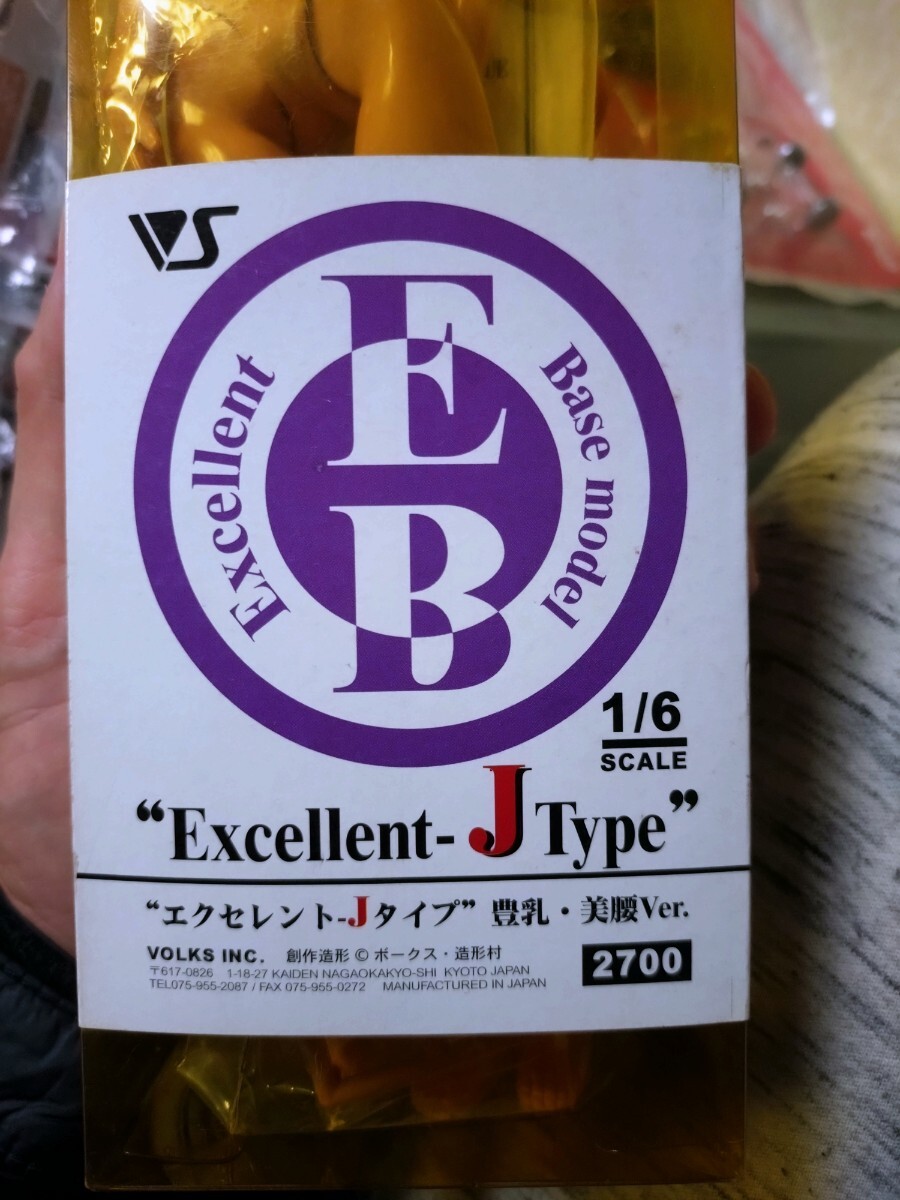 VS
Excellent
EB
Base model
1/6
SCALE
“Excellent-J Type”
“エクセレント-Jタイプ” 豊乳・美腰Ver.
VOLKS INC. 創作造形 © ボークス・造形村
2700
〒617-0826 1-18-27 KAIDEN NAGAOKAKYO-SHI KYOTO JAPAN
TEL075-955-2087 / FAX 075-955-0272 MANUFACTURED IN JAPAN